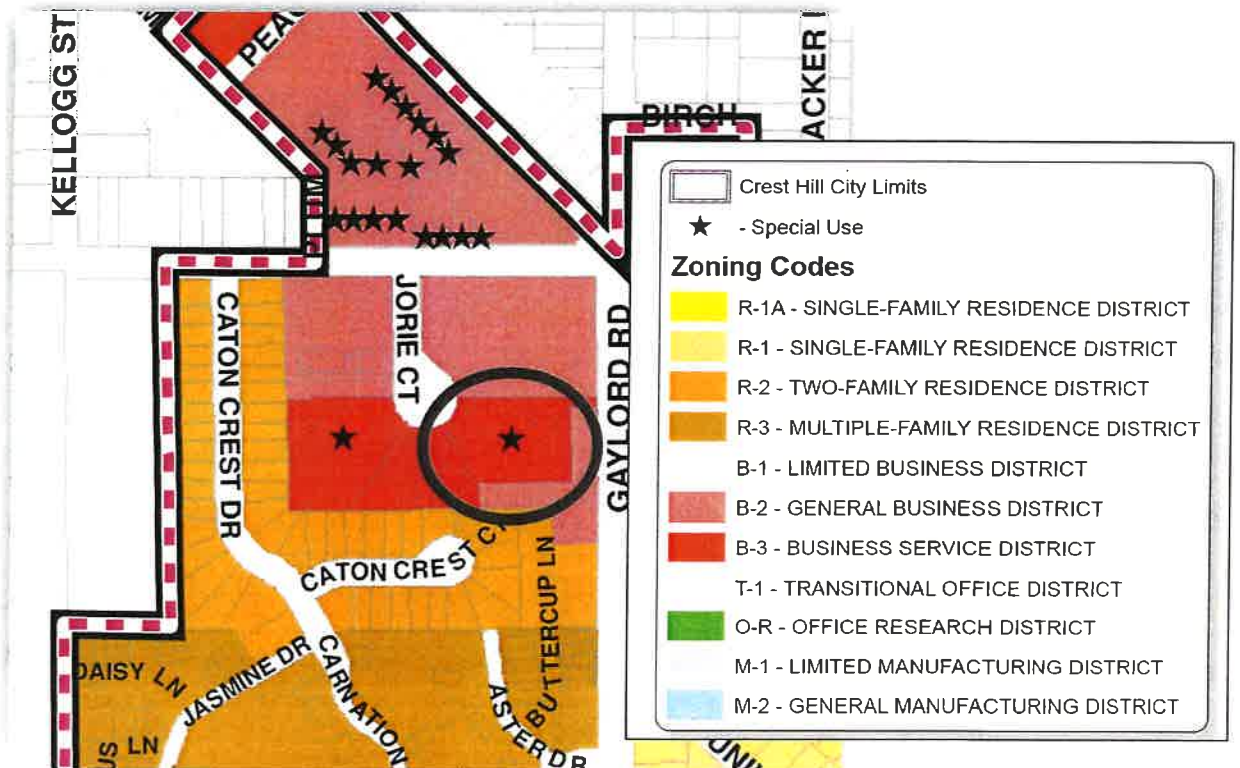 KELLOGG ST
PEAC
ACKER
BIRCH
JORIE CT
CATON CREST DR
GAYLORD RD
CATON CREST CT
BUTTERCUP LN
DAISY LN
JASMINE DR
CARNATION
ASTER DR
US LN
UNI
Crest Hill City Limits
★ - Special Use
Zoning Codes
R-1A - SINGLE-FAMILY RESIDENCE DISTRICT
R-1 - SINGLE-FAMILY RESIDENCE DISTRICT
R-2 - TWO-FAMILY RESIDENCE DISTRICT
R-3 - MULTIPLE-FAMILY RESIDENCE DISTRICT
B-1 - LIMITED BUSINESS DISTRICT
B-2 - GENERAL BUSINESS DISTRICT
B-3 - BUSINESS SERVICE DISTRICT
T-1 - TRANSITIONAL OFFICE DISTRICT
O-R - OFFICE RESEARCH DISTRICT
M-1 - LIMITED MANUFACTURING DISTRICT
M-2 - GENERAL MANUFACTURING DISTRICT